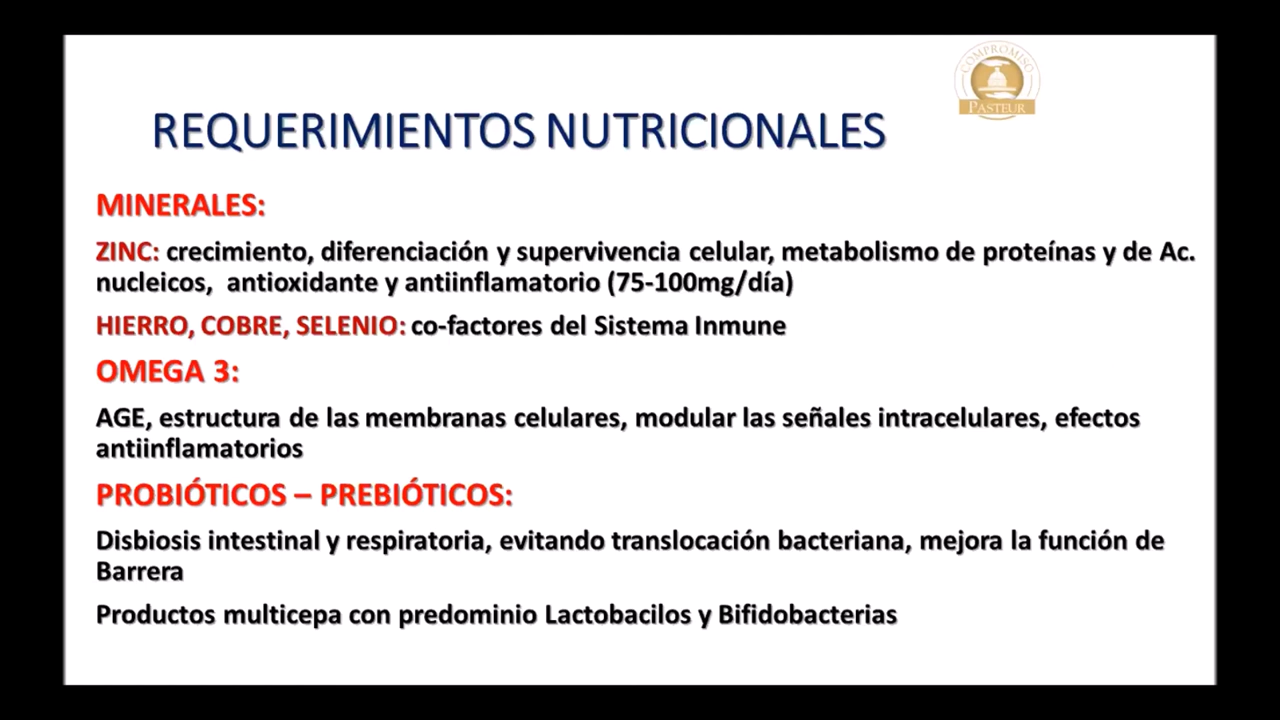 COMPROMISO
PASTEUR
REQUERIMIENTOS NUTRICIONALES
MINERALES:
ZINC: crecimiento, diferenciación y supervivencia celular, metabolismo de proteínas y de Ac.
nucleicos, antioxidante y antiinflamatorio (75-100mg/día)
HIERRO, COBRE, SELENIO: co-factores del Sistema Inmune
OMEGA 3:
AGE, estructura de las membranas celulares, modular las señales intracelulares, efectos
antiinflamatorios
PROBIÓTICOS – PREBIÓTICOS:
Disbiosis intestinal y respiratoria, evitando translocación bacteriana, mejora la función de
Barrera
Productos multicepa con predominio Lactobacilos y Bifidobacterias